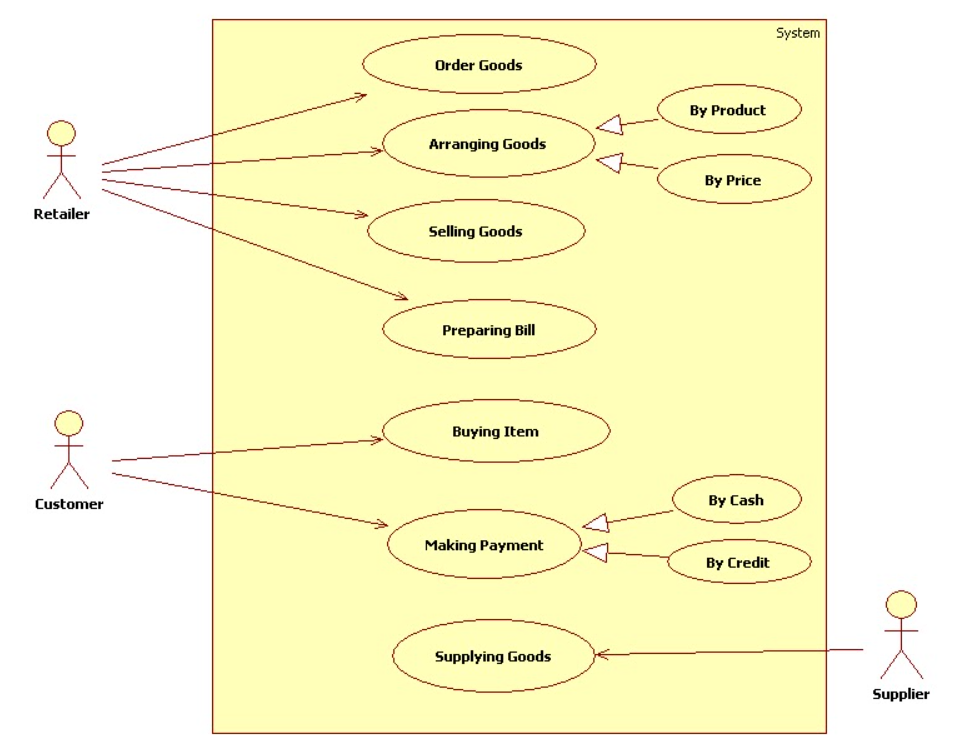 System
Order Goods
By Product
Arranging Goods
By Price
Retailer
Selling Goods
Preparing Bill
Buying Item
Customer
By Cash
Making Payment
By Credit
Supplying Goods
Supplier